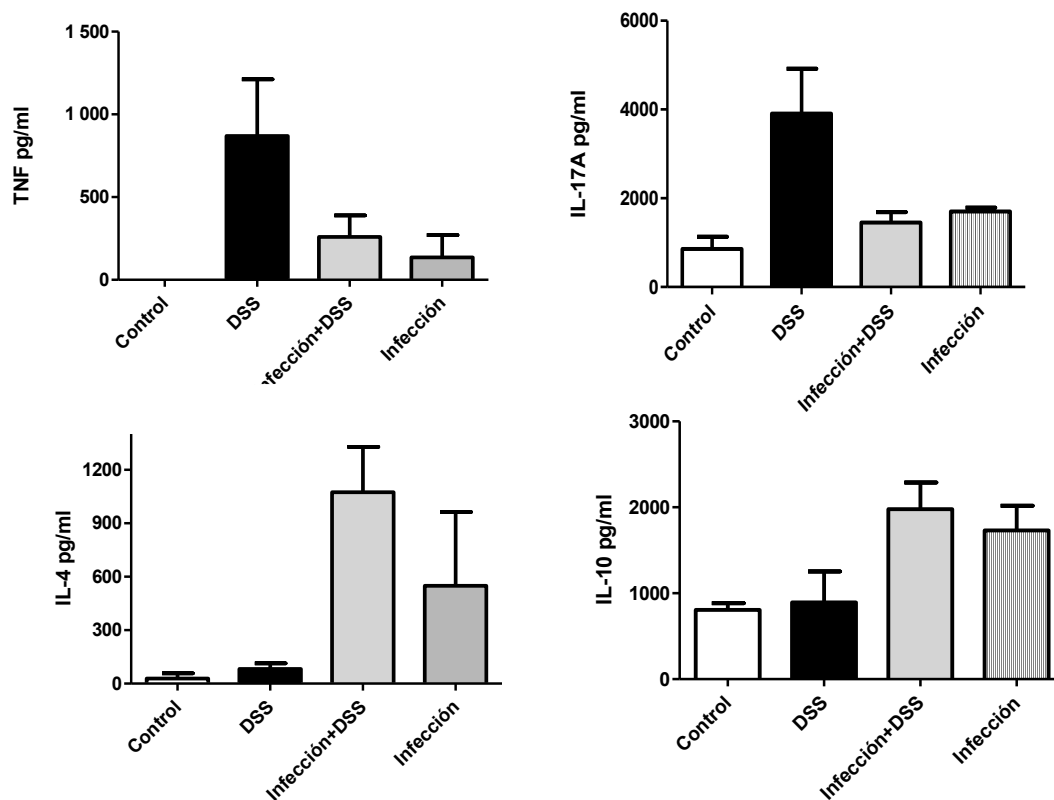 TNF pg/ml
1 500
1 000
500
0
Control
DSS
nfección+DSS
Infección
IL-17A pg/ml
6000
4000
2000
0
Control
DSS
Infección+DSS
Infección
IL-4 pg/ml
1200
900
600
300
0
Control
DSS
Infección+DSS
Infección
IL-10 pg/ml
3000
2000
1000
0
Control
DSS
Infección+DSS
Infección